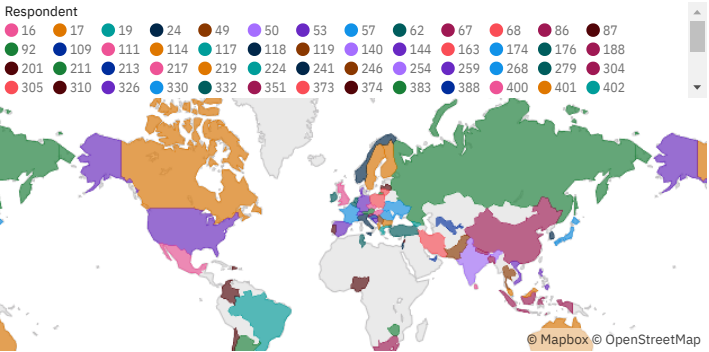 Respondent
16 17 19 24 49 50 53 57 62 67 68 86 87
92 109 111 114 117 118 119 140 144 163 174 176 188
201 211 213 217 219 224 241 246 254 259 268 279 304
305 310 326 330 332 351 373 374 383 388 400 401 402
© Mapbox © OpenStreetMap